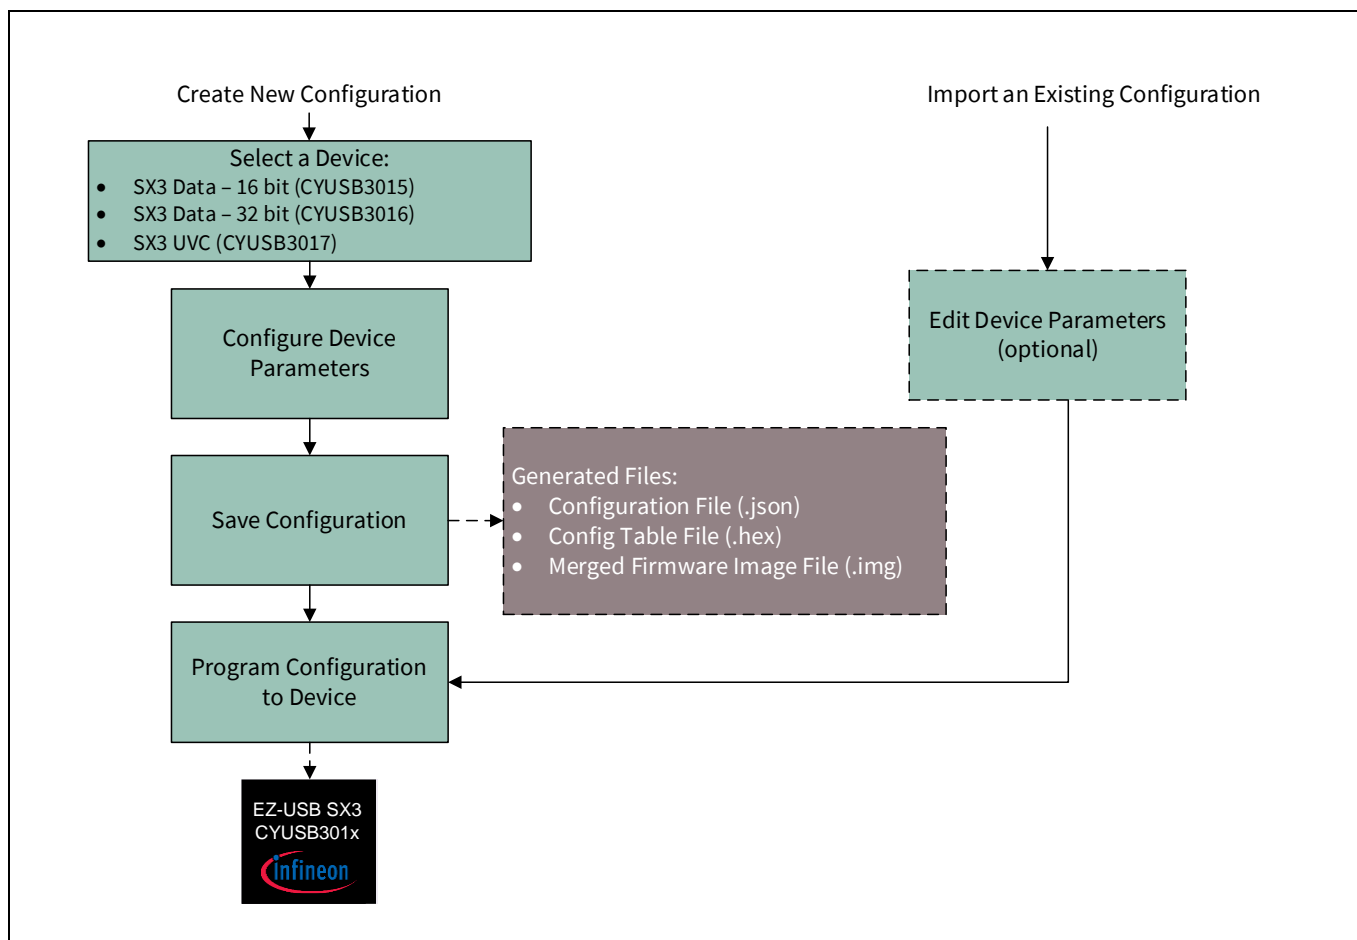 Create New Configuration
Import an Existing Configuration
Select a Device:
• SX3 Data – 16 bit (CYUSB3015)
• SX3 Data – 32 bit (CYUSB3016)
• SX3 UVC (CYUSB3017)
Configure Device
Parameters
Edit Device Parameters
(optional)
Save Configuration
Generated Files:
• Configuration File (.json)
• Config Table File (.hex)
• Merged Firmware Image File (.img)
Program Configuration
to Device
EZ-USB SX3
CYUSB301x
infineon